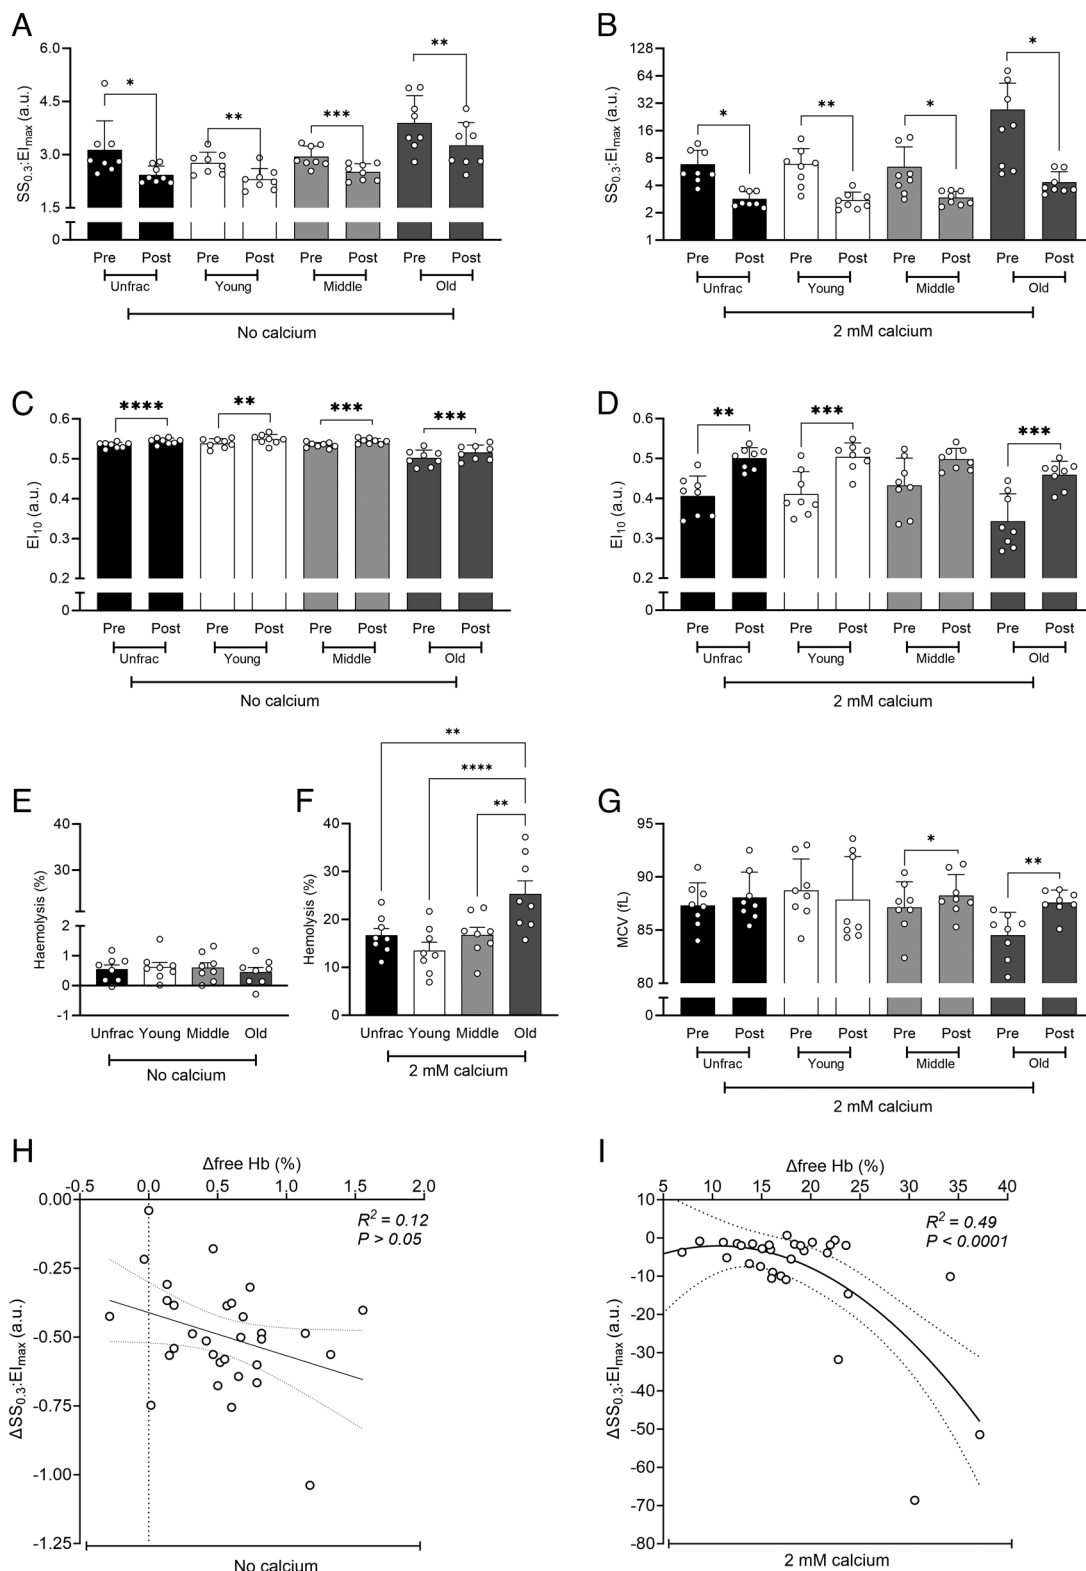 A
SS0.3:EImax (a.u.)
6.0
4.5
3.0
1.5
0
*
**
***
**
Pre Post Pre Post Pre Post Pre Post
Unfrac Young Middle Old
No calcium
B
SS0.3:EImax (a.u.)
128
64
32
16
8
4
2
1
*
**
*
*
Pre Post Pre Post Pre Post Pre Post
Unfrac Young Middle Old
2 mM calcium
C
EI10 (a.u.)
0.6
0.5
0.4
0.3
0.2
0
****
**
***
***
Pre Post Pre Post Pre Post Pre Post
Unfrac Young Middle Old
No calcium
D
EI10 (a.u.)
0.6
0.5
0.4
0.3
0.2
0
**
***
***
Pre Post Pre Post Pre Post Pre Post
Unfrac Young Middle Old
2 mM calcium
E
Haemolysis (%)
40
30
2
1
0
-1
Unfrac Young Middle Old
No calcium
F
Hemolysis (%)
40
30
20
10
0
**
****
**
Unfrac Young Middle Old
2 mM calcium
G
MCV (fL)
95
90
85
80
0
*
**
Pre Post Pre Post Pre Post Pre Post
Unfrac Young Middle Old
2 mM calcium
H
Δfree Hb (%)
-0.5 0.0 0.5 1.0 1.5 2.0
0.00
-0.25
-0.50
-0.75
-1.00
-1.25
ΔSS0.3:EImax (a.u.)
R2 = 0.12
P > 0.05
No calcium
I
Δfree Hb (%)
5 10 15 20 25 30 35 40
10
0
-10
-20
-30
-40
-50
-60
-70
-80
ΔSS0.3:EImax (a.u.)
R2 = 0.49
P < 0.0001
2 mM calcium